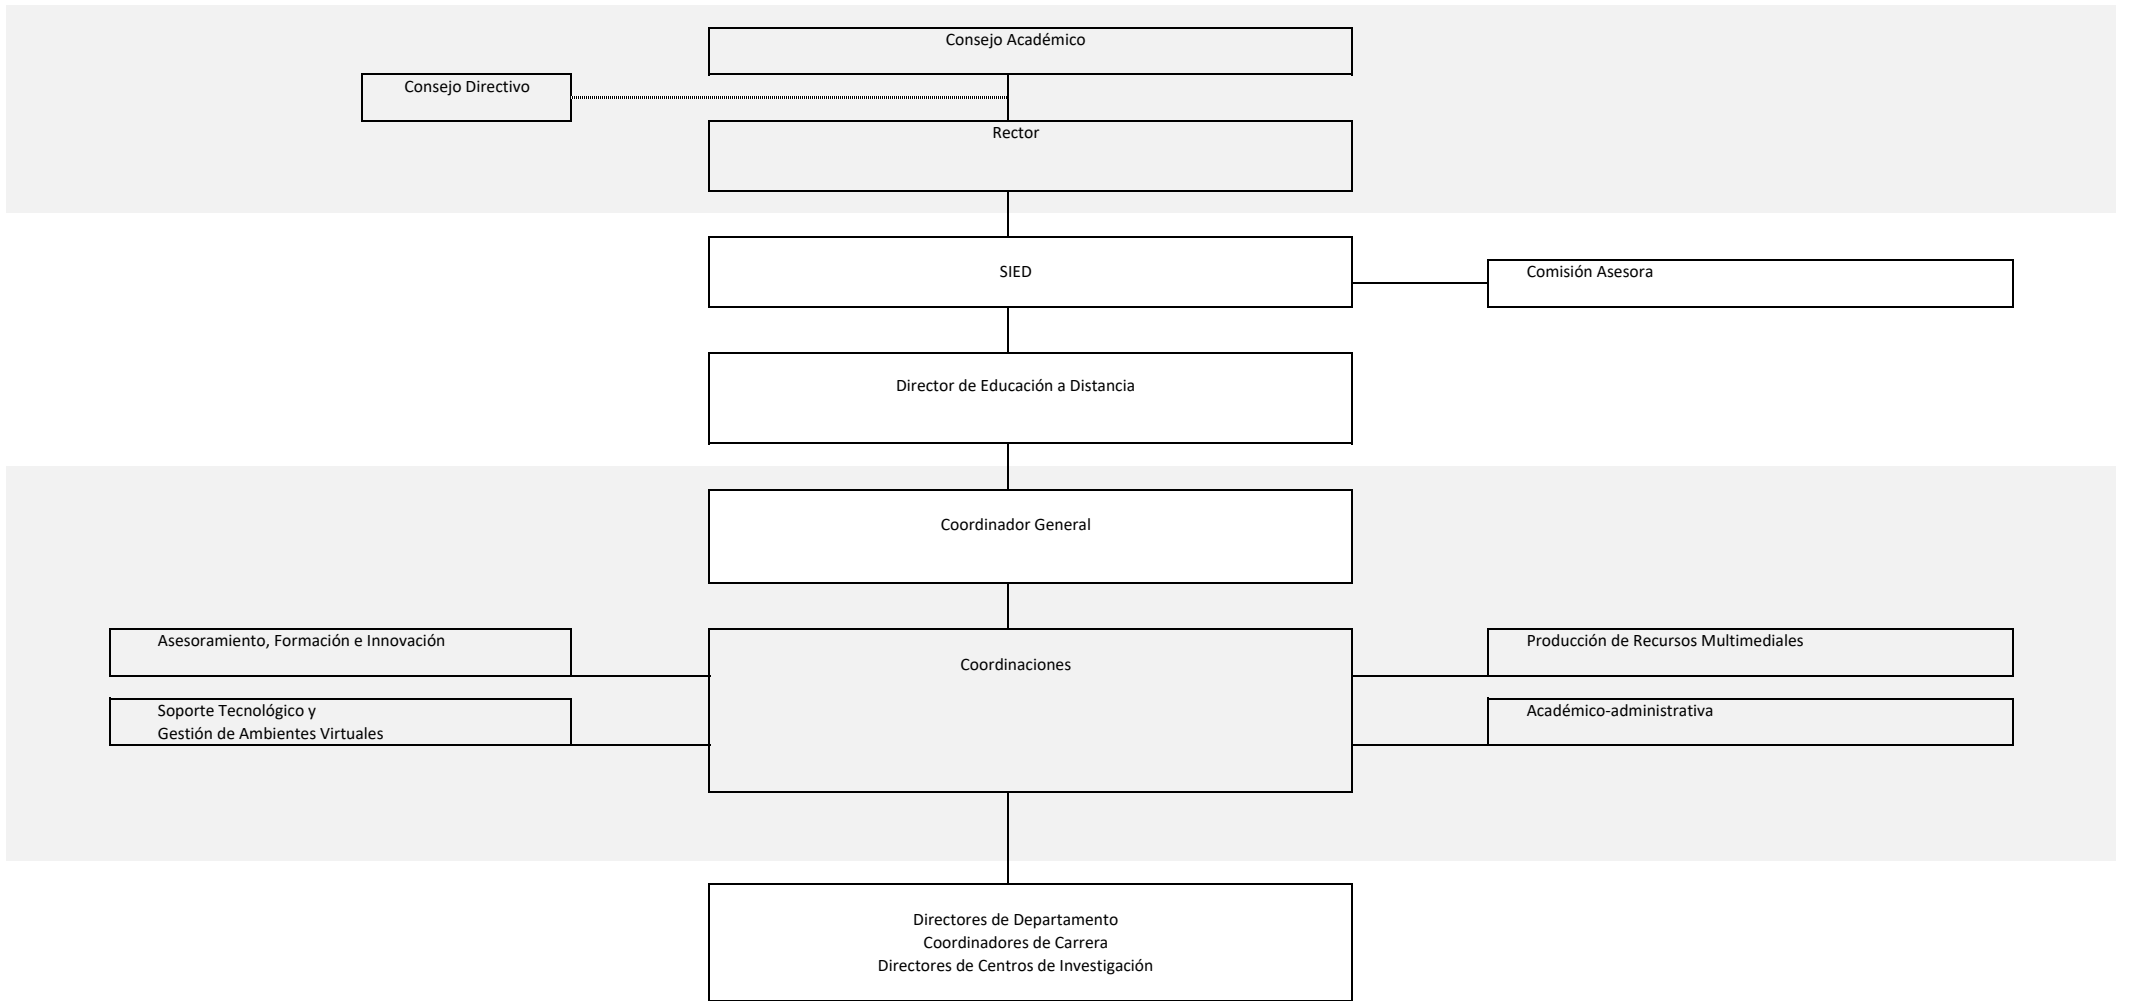 Consejo Académico
Consejo Directivo
Rector
SIED
Comisión Asesora
Director de Educación a Distancia
Coordinador General
Asesoramiento, Formación e Innovación
Producción de Recursos Multimediales
Coordinaciones
Soporte Tecnológico y
Gestión de Ambientes Virtuales
Académico-administrativa
Directores de Departamento
Coordinadores de Carrera
Directores de Centros de Investigación